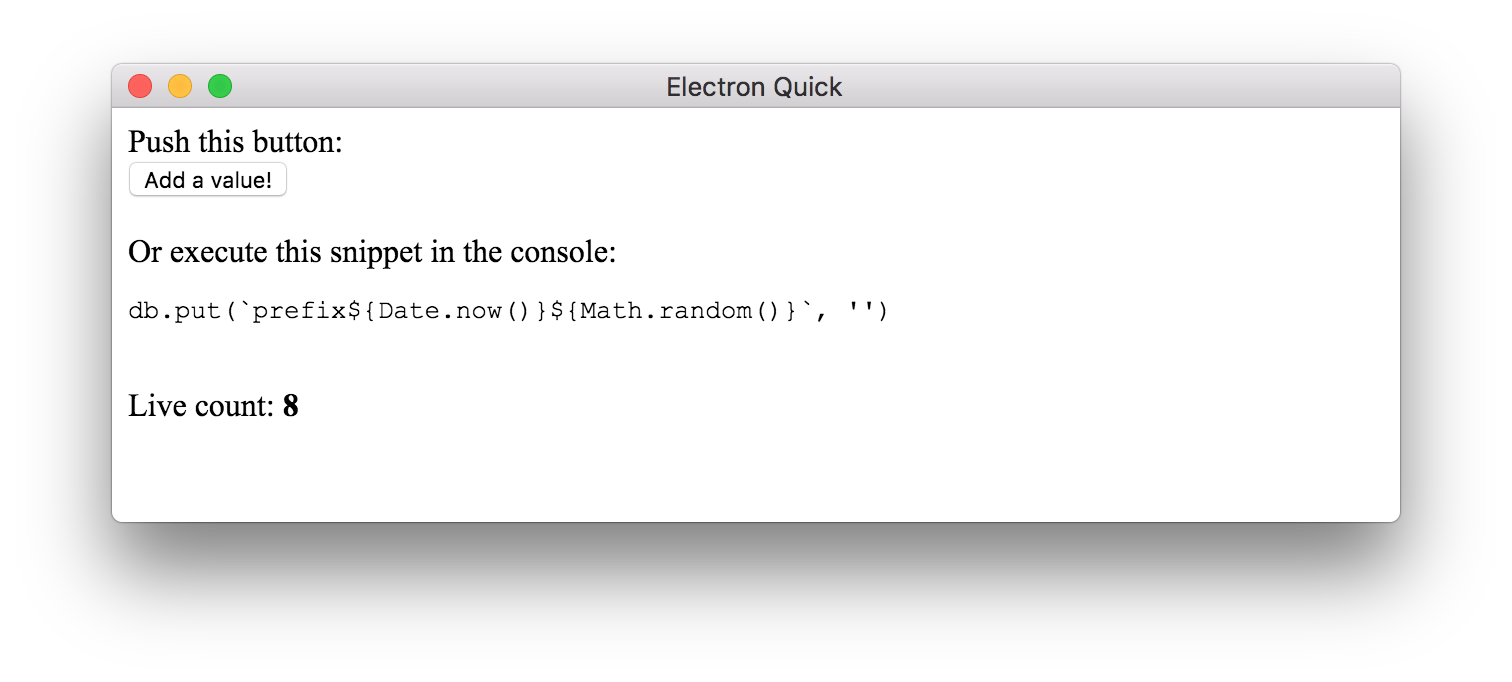 Electron Quick
Push this button:
Add a value!
Or execute this snippet in the console:
db.put(`prefix${Date.now()}${Math.random()}`, '')
Live count: 8